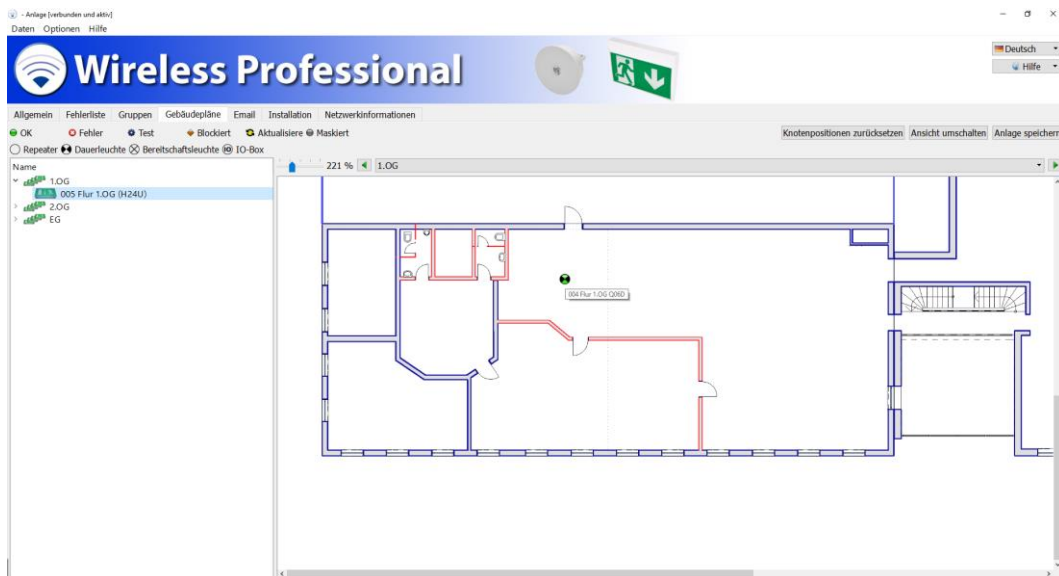 - Anlage [verbunden und aktiv]
Daten Optionen Hilfe
Wireless Professional
Deutsch
Hilfe
Allgemein Fehlerliste Gruppen Gebäudepläne Email Installation Netzwerkinformationen
OK Fehler Test Blockiert Aktualisiere Maskiert
Knotenpositionen zurücksetzen Ansicht umschalten Anlage speichern
Repeater Dauerleuchte Bereitschaftsleuchte IO IO-Box
Name
221 % 1.OG
1.OG
005 Flur 1.OG (H24U)
2.OG
EG
004 Flur 1.OG Q06D